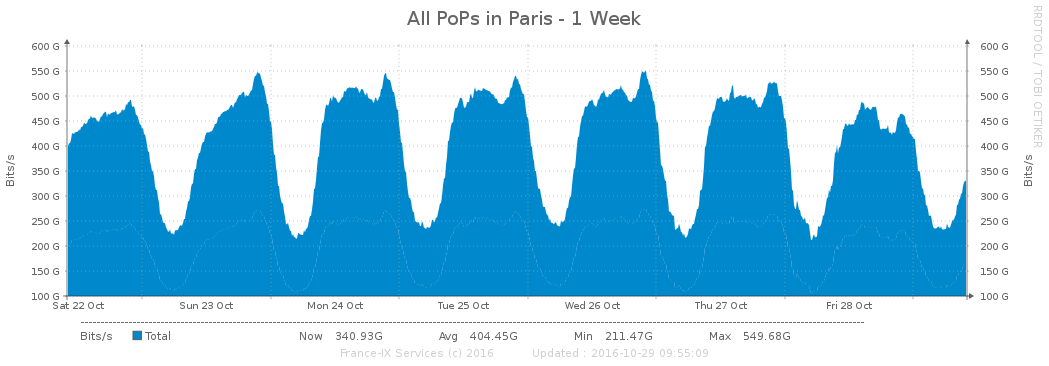 All PoPs in Paris - 1 Week
RRDTOOL / TOBI OETIKER
600 G 600 G
550 G 550 G
500 G 500 G
450 G 450 G
400 G 400 G
350 G 350 G
300 G 300 G
250 G 250 G
200 G 200 G
150 G 150 G
100 G 100 G
Bits/s
Bits/s
Sat 22 Oct Sun 23 Oct Mon 24 Oct Tue 25 Oct Wed 26 Oct Thu 27 Oct Fri 28 Oct
Bits/s Total Now 340.93G Avg 404.45G Min 211.47G Max 549.68G
France-IX Services (c) 2016 Updated : 2016-10-29 09:55:09